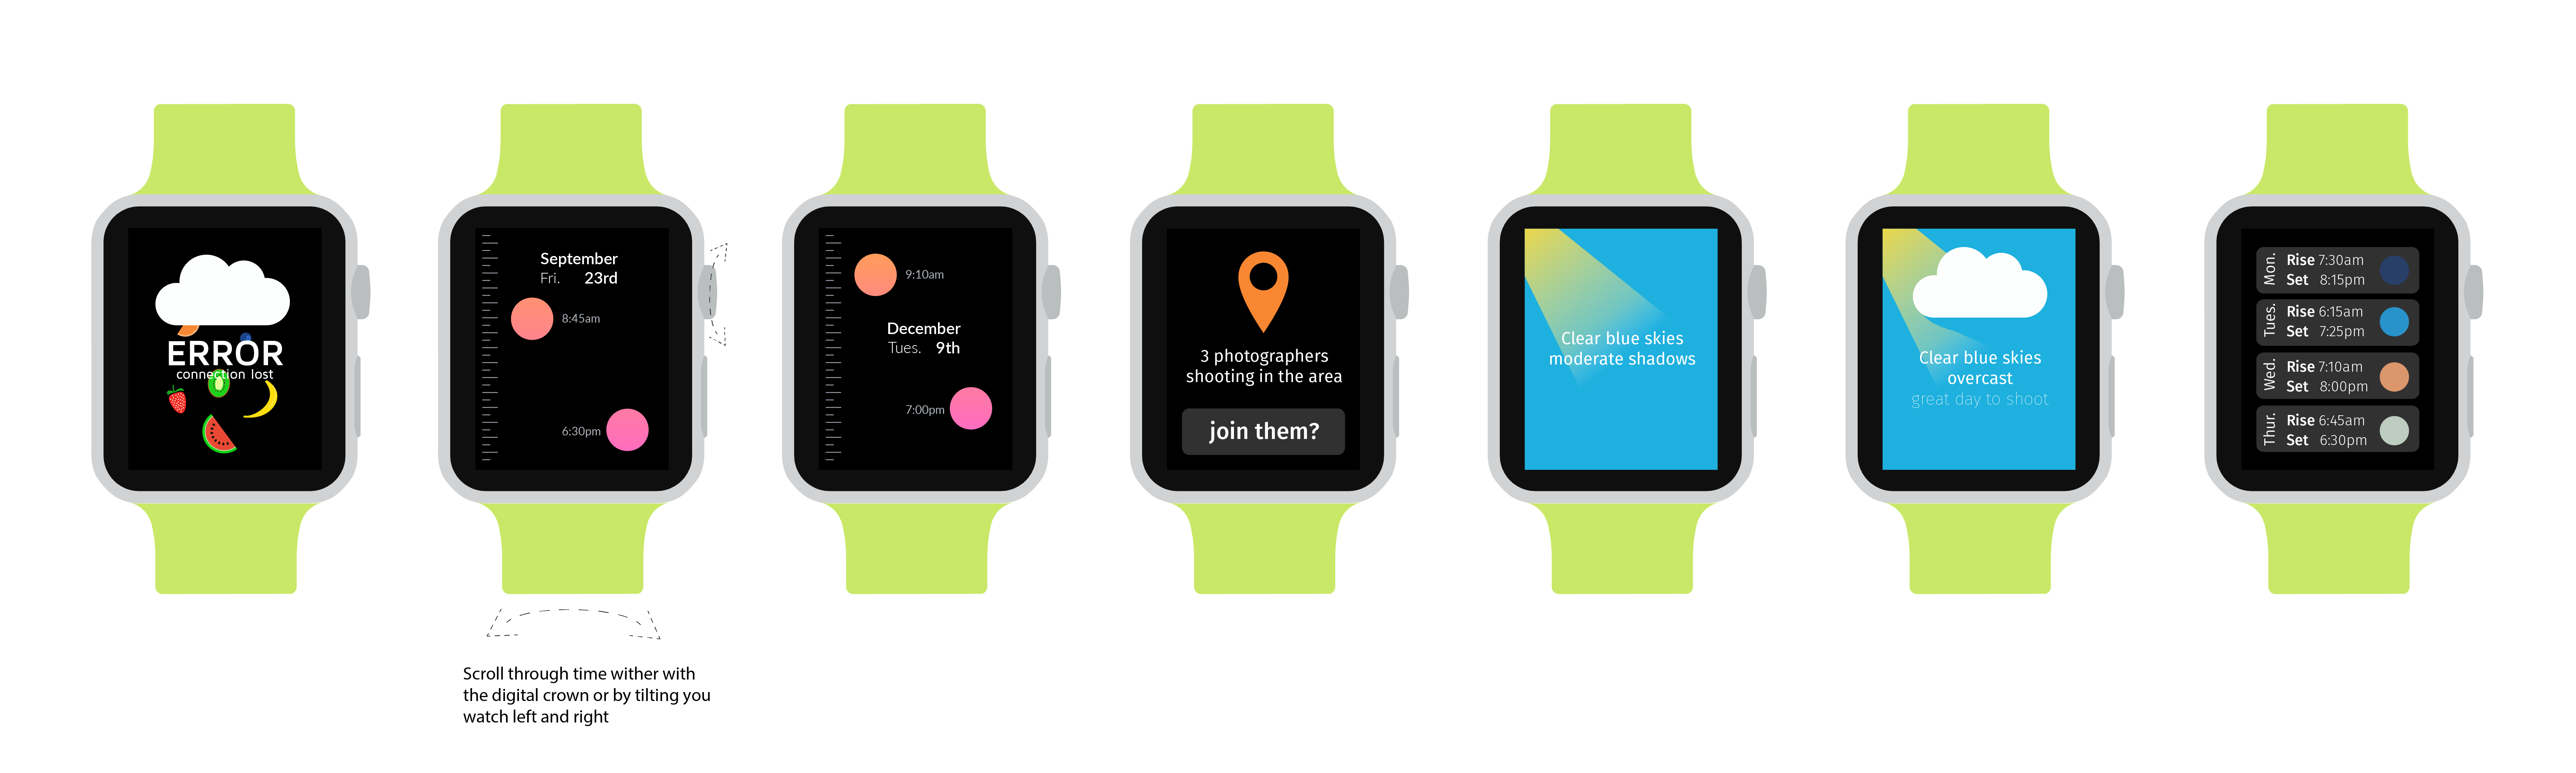 ERROR
connection lost
September
Fri. 23rd
8:45am
6:30pm
Scroll through time wither with
the digital crown or by tilting you
watch left and right
9:10am
December
Tues. 9th
7:00pm
3 photographers
shooting in the area
join them?
Clear blue skies
moderate shadows
Clear blue skies
overcast
great day to shoot
Mon.
Rise 7:30am
Set 8:15pm
Tues.
Rise 6:15am
Set 7:25pm
Wed.
Rise 7:10am
Set 8:00pm
Thur.
Rise 6:45am
Set 6:30pm